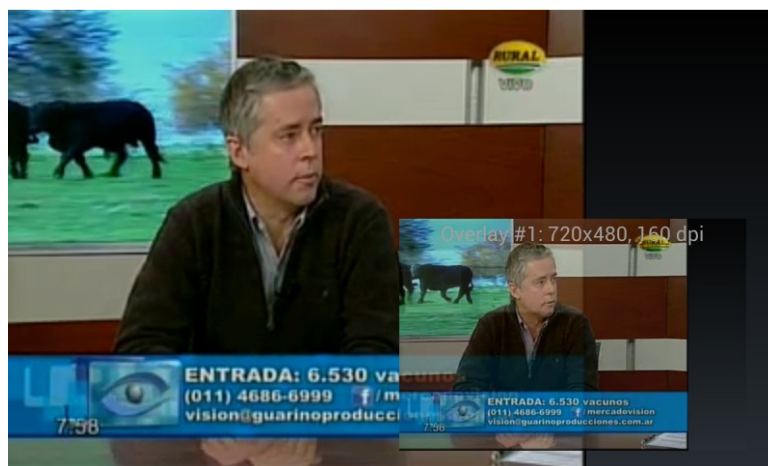 RURAL
VIVO
Overlay #1: 720x480, 160 dpi
RURAL
VIVO
ENTRADA: 6.530 vacunos
(011) 4686-6999 f / m
vision@guarinoproducci
7:58
ENTRADA: 6.530 vacunos
(011) 4686-6999 f / mercadovision
vision@guarinoproducciones.com.ar
7:58